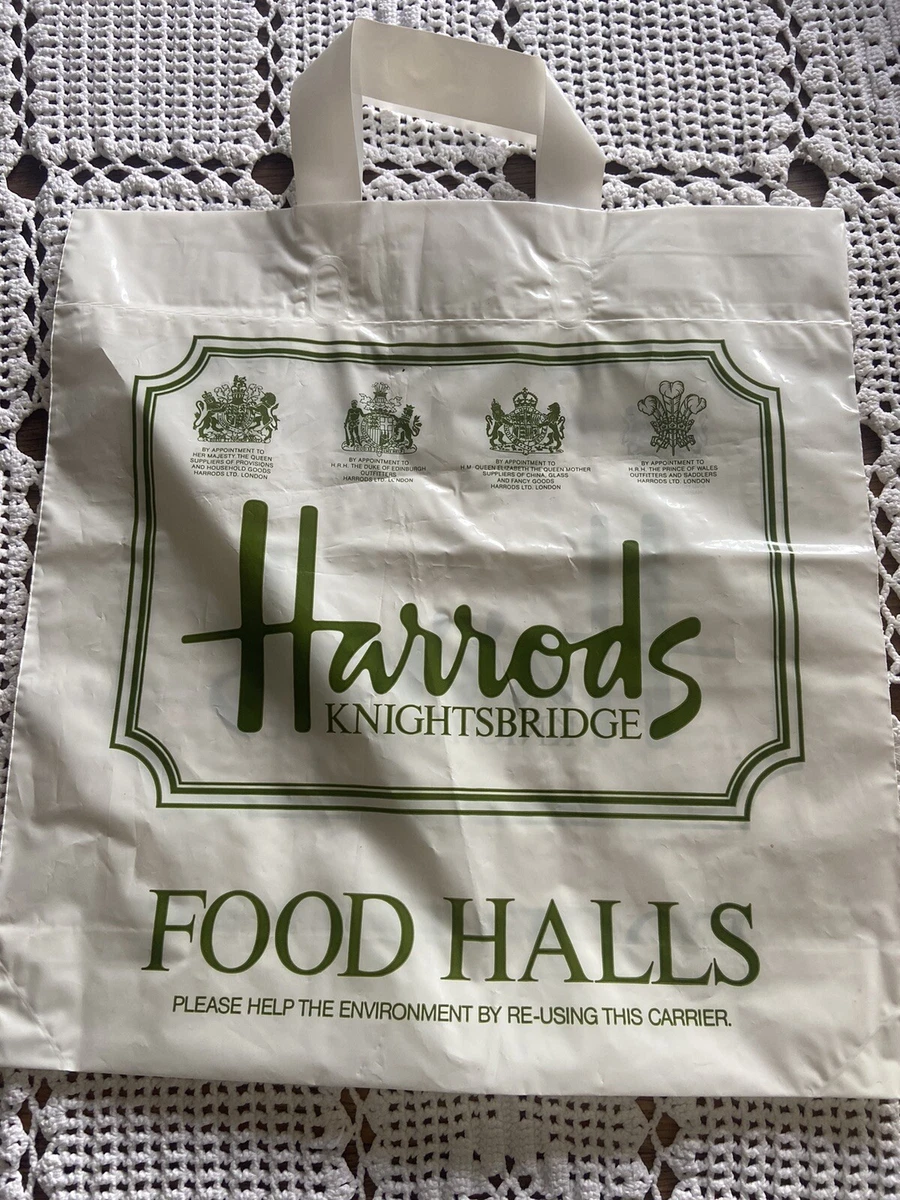 BY APPOINTMENT TO
HER MAJESTY THE QUEEN
SUPPLIERS OF PROVISIONS
AND HOUSEHOLD GOODS
HARRODS LTD. LONDON
BY APPOINTMENT TO
H.R.H. THE DUKE OF EDINBURGH
OUTFITTERS
HARRODS LTD. LONDON
BY APPOINTMENT TO
H.M. QUEEN ELIZABETH THE QUEEN MOTHER
SUPPLIERS OF CHINA, GLASS
AND FANCY GOODS
HARRODS LTD. LONDON
BY APPOINTMENT TO
H.R.H. THE PRINCE OF WALES
OUTFITTERS AND SADDLERS
HARRODS LTD. LONDON
Harrods
KNIGHTSBRIDGE
FOOD HALLS
PLEASE HELP THE ENVIRONMENT BY RE-USING THIS CARRIER.